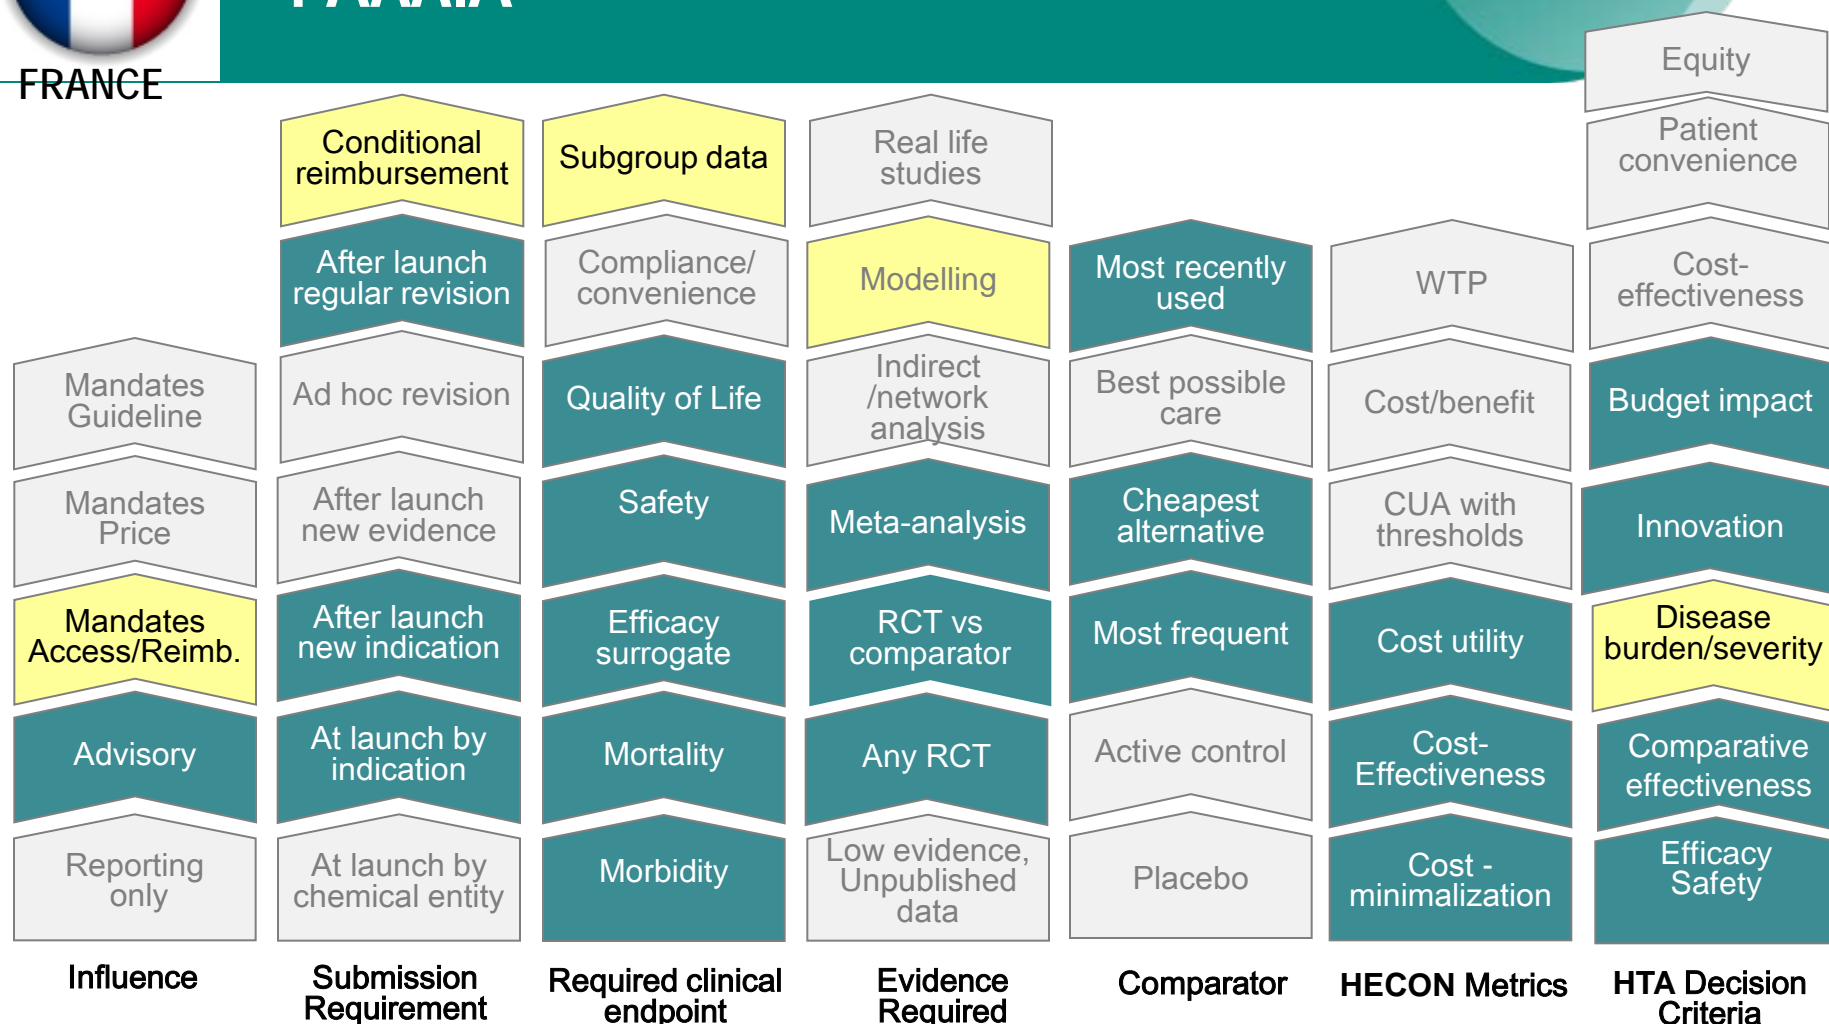 FRANCE
Equity
Patient
convenience
Cost-
effectiveness
Budget impact
Innovation
Disease
burden/severity
Comparative
effectiveness
Efficacy
Safety
HTA Decision
Criteria
Mandates
Guideline
Mandates
Price
Mandates
Access/Reimb.
Advisory
Reporting
only
Influence
Conditional
reimbursement
After launch
regular revision
Ad hoc revision
After launch
new evidence
After launch
new indication
At launch by
indication
At launch by
chemical entity
Submission
Requirement
Subgroup data
Compliance/
convenience
Quality of Life
Safety
Efficacy
surrogate
Mortality
Morbidity
Required clinical
endpoint
Real life
studies
Modelling
Indirect
/network
analysis
Meta-analysis
RCT vs
comparator
Any RCT
Low evidence,
Unpublished
data
Evidence
Required
Most recently
used
Best possible
care
Cheapest
alternative
Most frequent
Active control
Placebo
Comparator
WTP
Cost/benefit
CUA with
thresholds
Cost utility
Cost-
Effectiveness
Cost -
minimalization
HECON Metrics